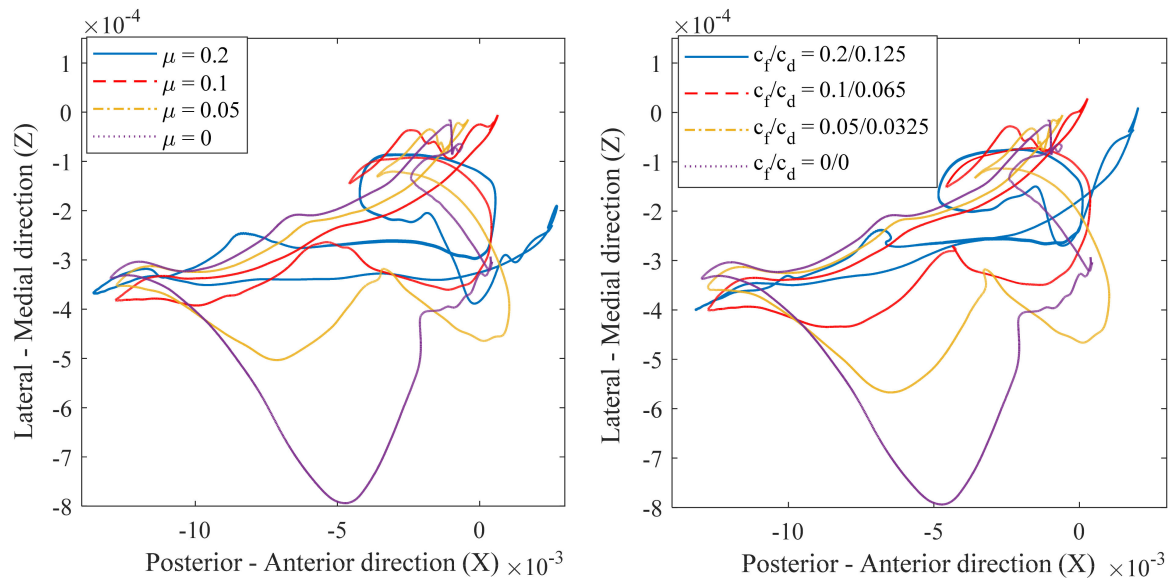 ×10⁻⁴
μ = 0.2
μ = 0.1
μ = 0.05
μ = 0
1
0
-1
-2
-3
-4
-5
-6
-7
-8
Lateral - Medial direction (Z)
-10
-5
0
Posterior - Anterior direction (X)
×10⁻³
×10⁻⁴
c_f/c_d = 0.2/0.125
c_f/c_d = 0.1/0.065
c_f/c_d = 0.05/0.0325
c_f/c_d = 0/0
1
0
-1
-2
-3
-4
-5
-6
-7
-8
Lateral - Medial direction (Z)
-10
-5
0
Posterior - Anterior direction (X)
×10⁻³